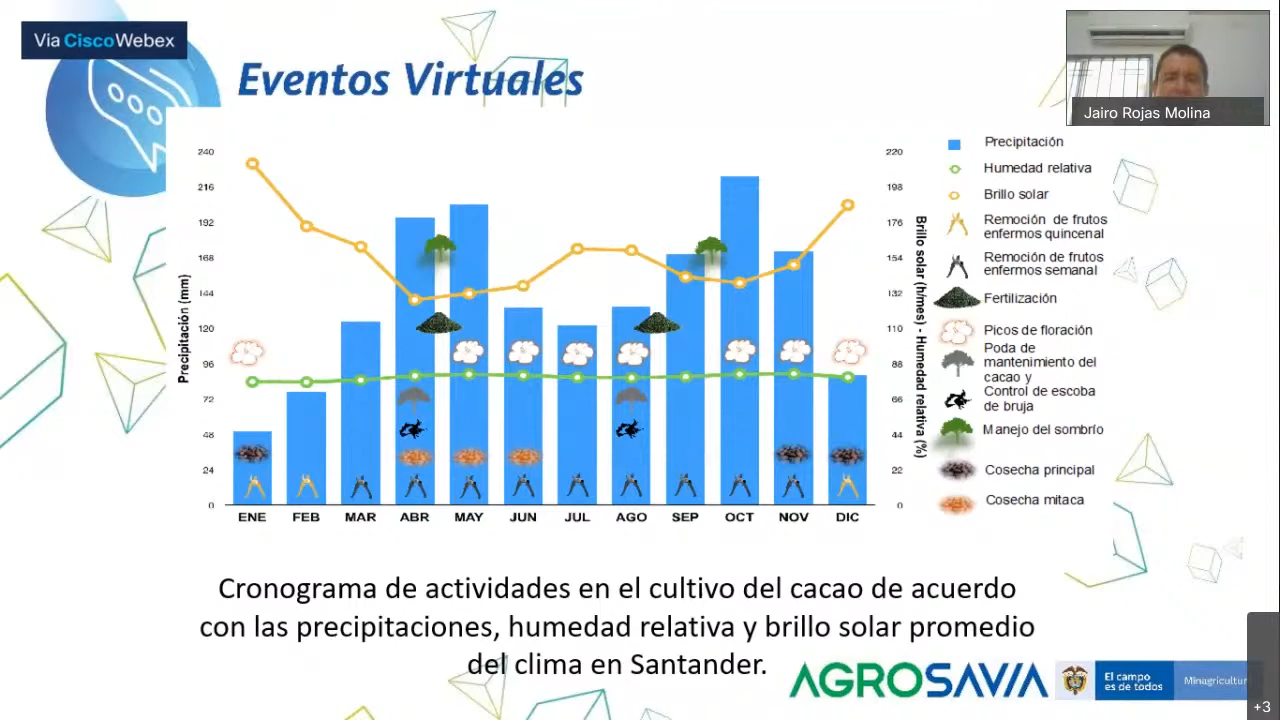 Vía CiscoWebex
Eventos Virtuales
Jairo Rojas Molina
240
216
192
168
144
120
96
72
48
24
0
Precipitación (mm)
220
198
176
154
132
110
88
66
44
22
0
Brillo solar (h/mes) - Humedad relativa (%)
ENE FEB MAR ABR MAY JUN JUL AGO SEP OCT NOV DIC
Precipitación
Humedad relativa
Brillo solar
Remoción de frutos
enfermos quincenal
Remoción de frutos
enfermos semanal
Fertilización
Picos de floración
Poda de
mantenimiento del
cacao y
Control de escoba
de bruja
Manejo del sombrío
Cosecha principal
Cosecha mitaca
Cronograma de actividades en el cultivo del cacao de acuerdo
con las precipitaciones, humedad relativa y brillo solar promedio
del clima en Santander.
AGROSAVIA
El campo
es de todos
Minagricultur
+3